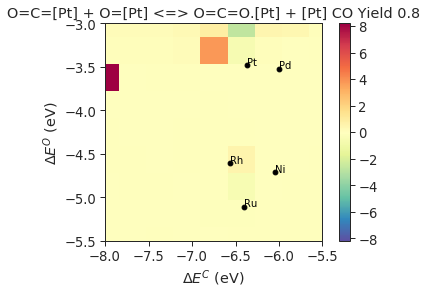 O=C=[Pt] + O=[Pt] <=> O=C=O.[Pt] + [Pt] CO Yield 0.8
−3.0
−3.5
−4.0
−4.5
−5.0
−5.5
ΔE^O (eV)
Pt
Pd
Rh
Ni
Ru
−8.0 −7.5 −7.0 −6.5 −6.0 −5.5
ΔE^C (eV)
8
6
4
2
0
−2
−4
−6
−8